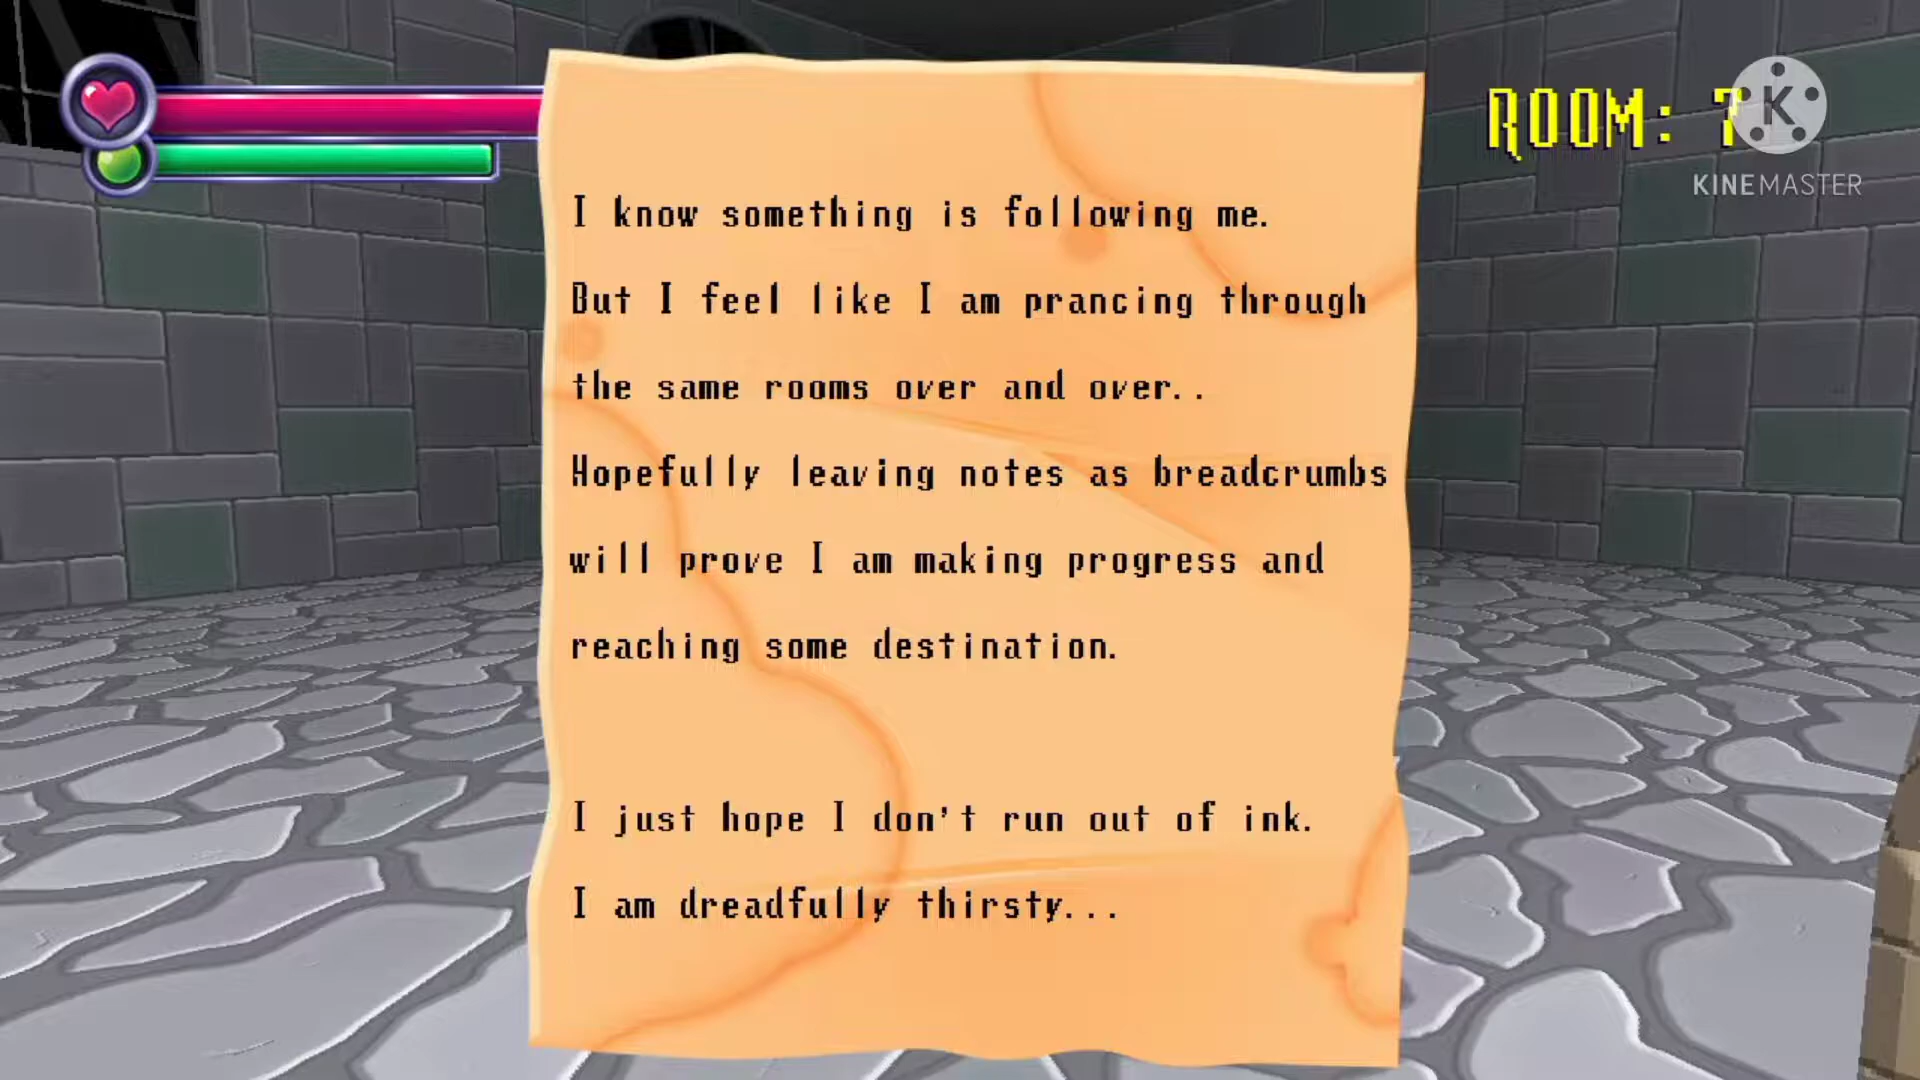 ROOM: 7
KINEMASTER
I know something is following me.
But I feel like I am prancing through
the same rooms over and over..
Hopefully leaving notes as breadcrumbs
will prove I am making progress and
reaching some destination.
I just hope I don't run out of ink.
I am dreadfully thirsty...